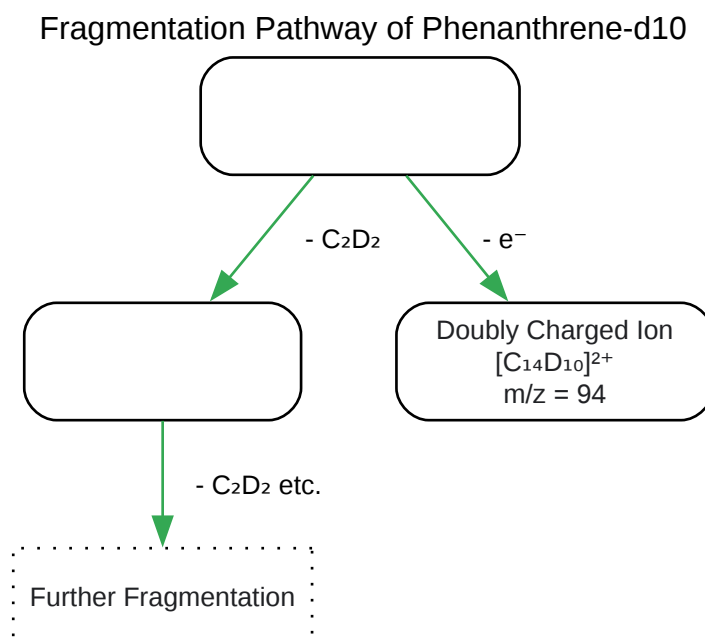 Fragmentation Pathway of Phenanthrene-d10
- C₂D₂
- e⁻
Doubly Charged Ion
[C₁₄D₁₀]²⁺
m/z = 94
- C₂D₂ etc.
Further Fragmentation